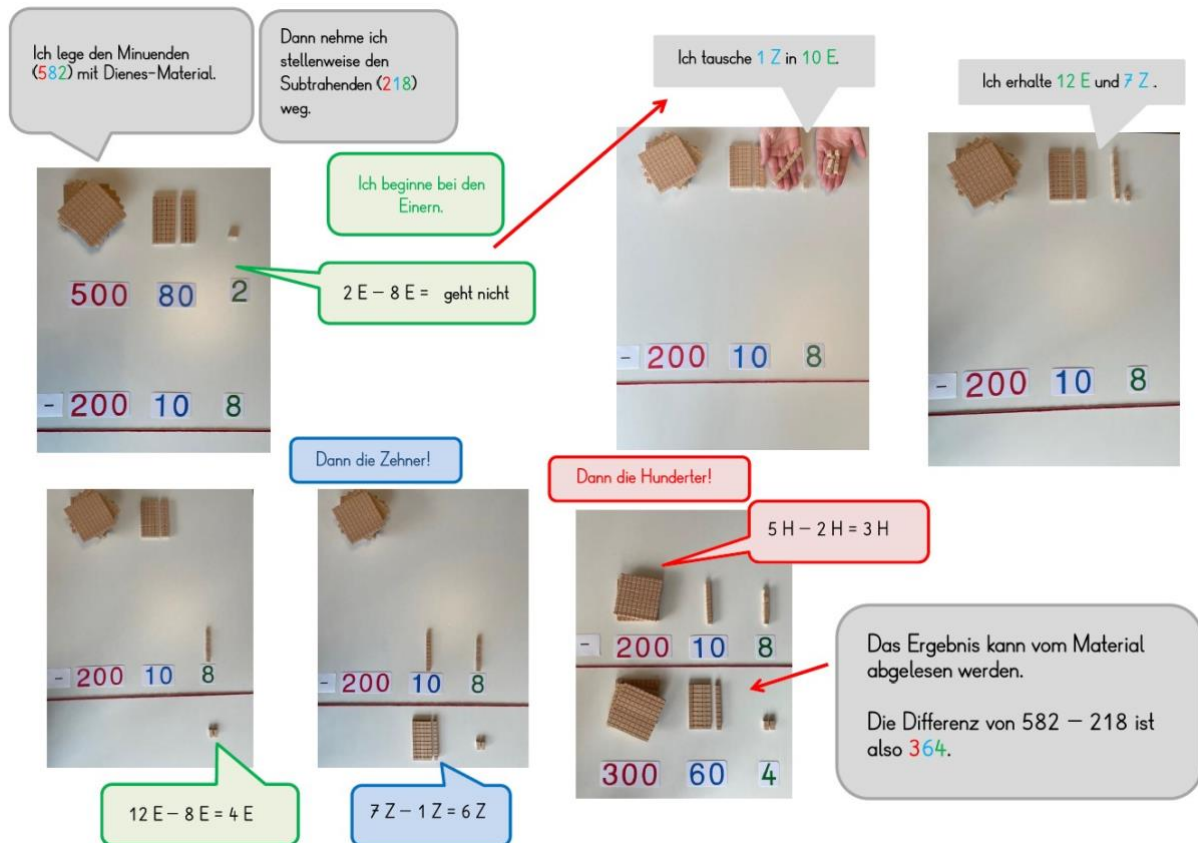 Ich lege den Minuenden
(582) mit Dienes-Material.
Dann nehme ich
stellenweise den
Subtrahenden (218)
weg.
Ich beginne bei den
Einern.
500 80 2
2 E – 8 E = geht nicht
- 200 10 8
Ich tausche 1 Z in 10 E.
- 200 10 8
Ich erhalte 12 E und 7 Z .
- 200 10 8
- 200 10 8
12 E – 8 E = 4 E
Dann die Zehner!
- 200 10 8
7 Z – 1 Z = 6 Z
Dann die Hunderter!
5 H – 2 H = 3 H
- 200 10 8
300 60 4
Das Ergebnis kann vom Material
abgelesen werden.
Die Differenz von 582 – 218 ist
also 364.